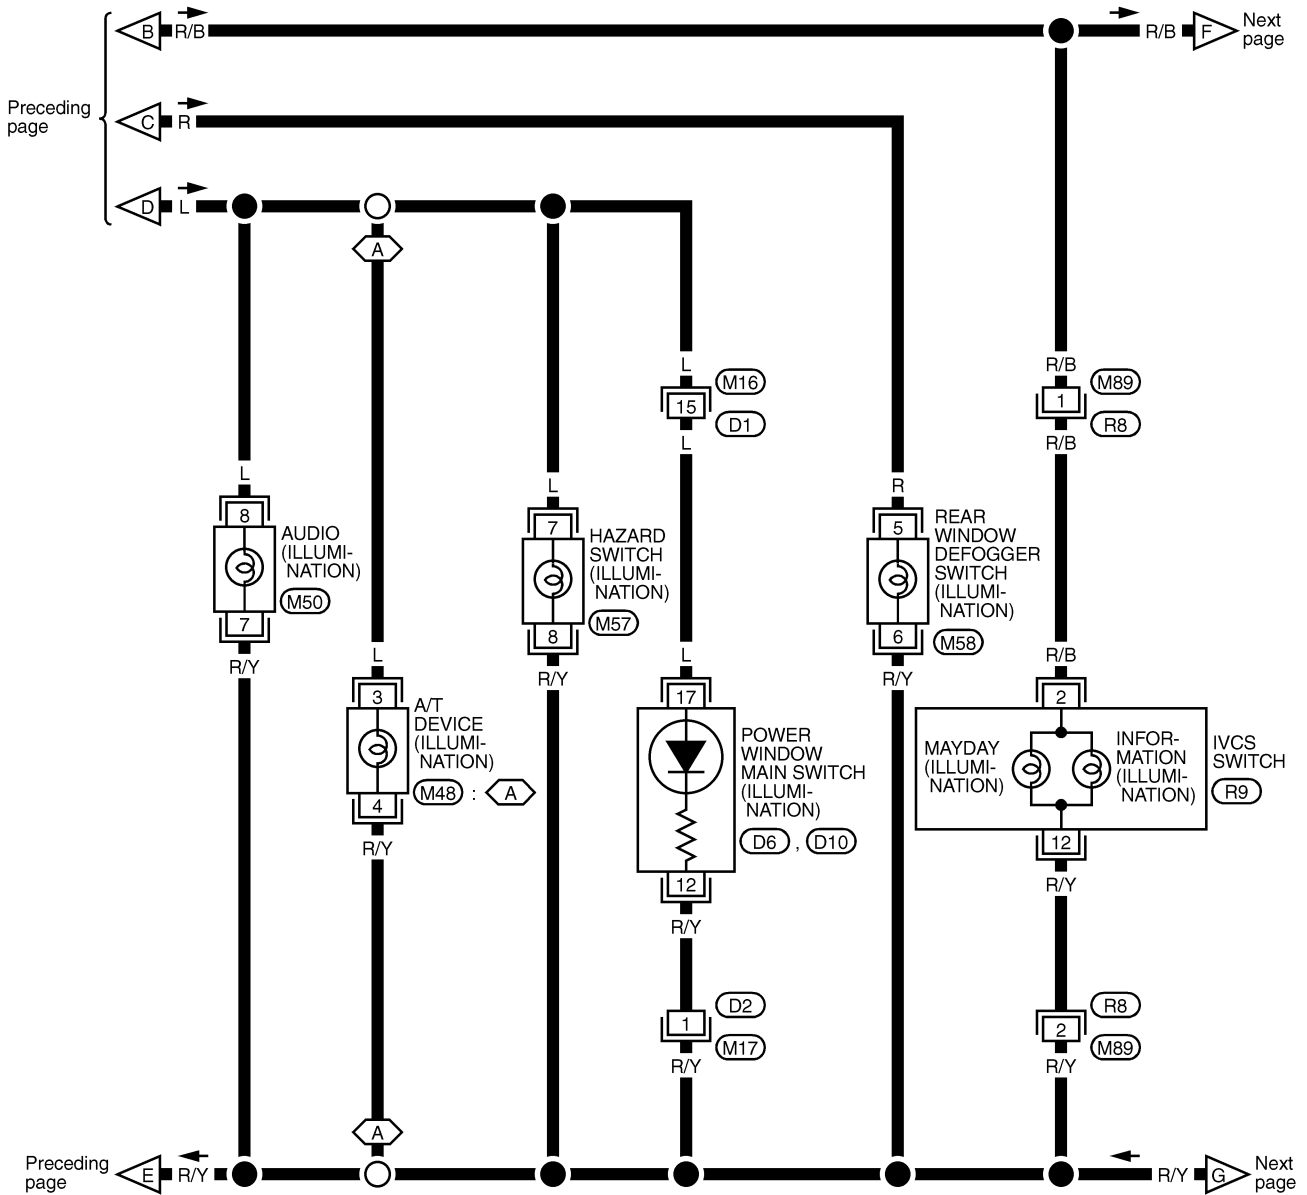 B R/B R/B F Next
page
Preceding
page
C R
D L
A
L
R/B
M16
M89
15
1
D1
R8
L
R/B
L
L
R
8
7
5
AUDIO
(ILLUMI-
NATION)
M50
7
R/Y
HAZARD
SWITCH
(ILLUMI-
NATION)
M57
8
R/Y
REAR
WINDOW
DEFOGGER
SWITCH
(ILLUMI-
NATION)
M58
6
R/Y
L
L
R/B
3
17
2
A/T
DEVICE
(ILLUMI-
NATION)
M48 : A
4
R/Y
POWER
WINDOW
MAIN SWITCH
(ILLUMI-
NATION)
D6 , D10
12
R/Y
MAYDAY
(ILLUMI-
NATION)
INFOR-
MATION
(ILLUMI-
NATION)
IVCS
SWITCH
R9
12
R/Y
D2
R8
1
2
M17
M89
R/Y
R/Y
A
Preceding
page
E R/Y R/Y G Next
page